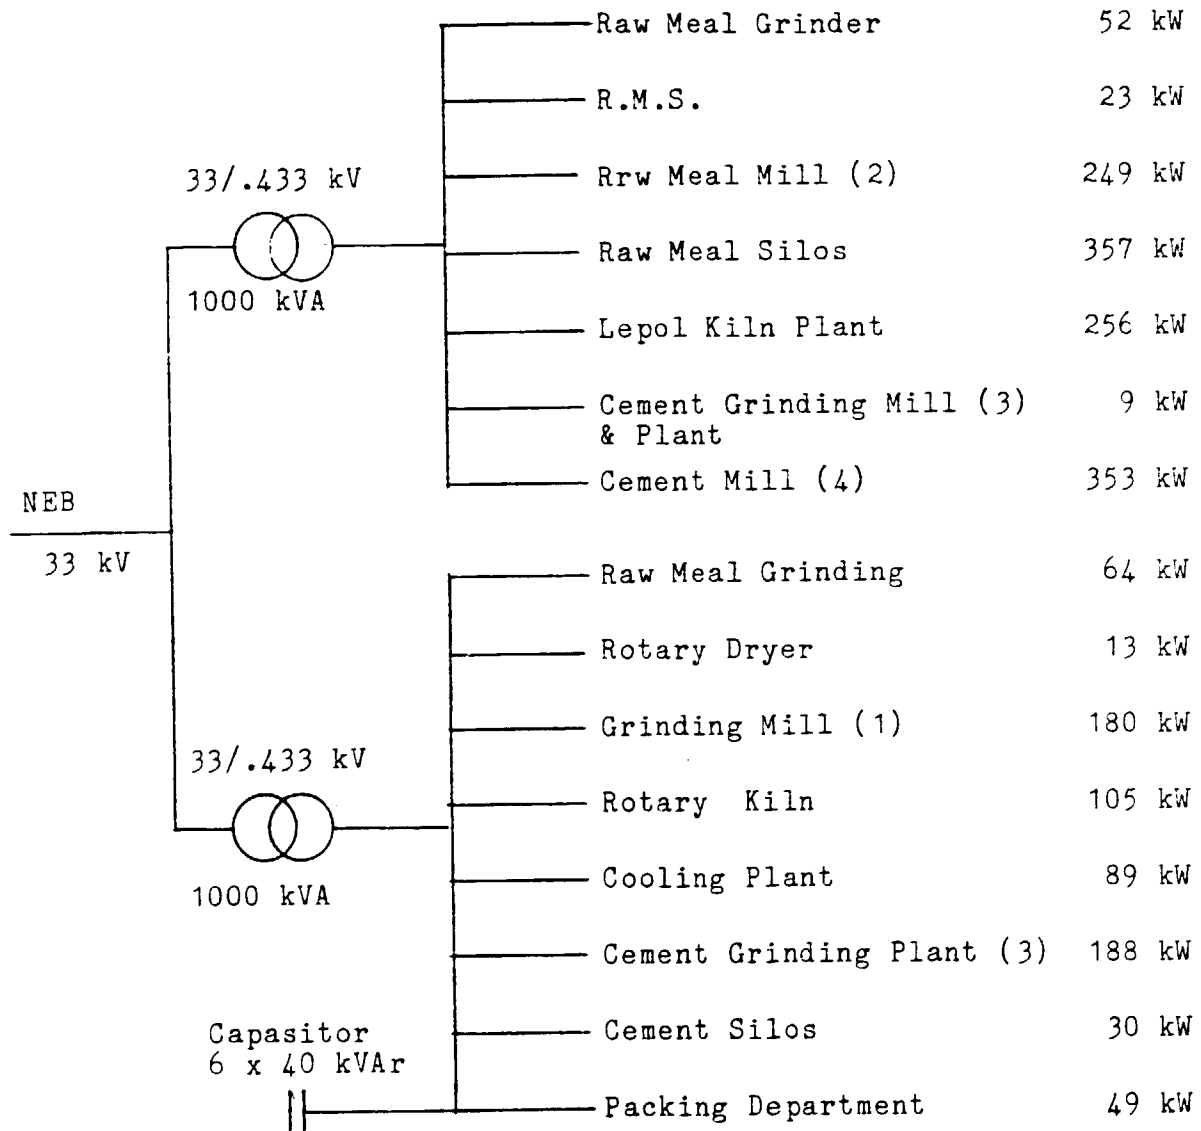 Raw Meal Grinder 52 kW
R.M.S. 23 kW
33/.433 kV
Rrw Meal Mill (2) 249 kW
Raw Meal Silos 357 kW
1000 kVA
Lepol Kiln Plant 256 kW
Cement Grinding Mill (3) 9 kW
& Plant
Cement Mill (4) 353 kW
NEB
33 kV
Raw Meal Grinding 64 kW
Rotary Dryer 13 kW
Grinding Mill (1) 180 kW
33/.433 kV
Rotary Kiln 105 kW
Cooling Plant 89 kW
1000 kVA
Cement Grinding Plant (3) 188 kW
Cement Silos 30 kW
Capasitor
6 x 40 kVAr
Packing Department 49 kW